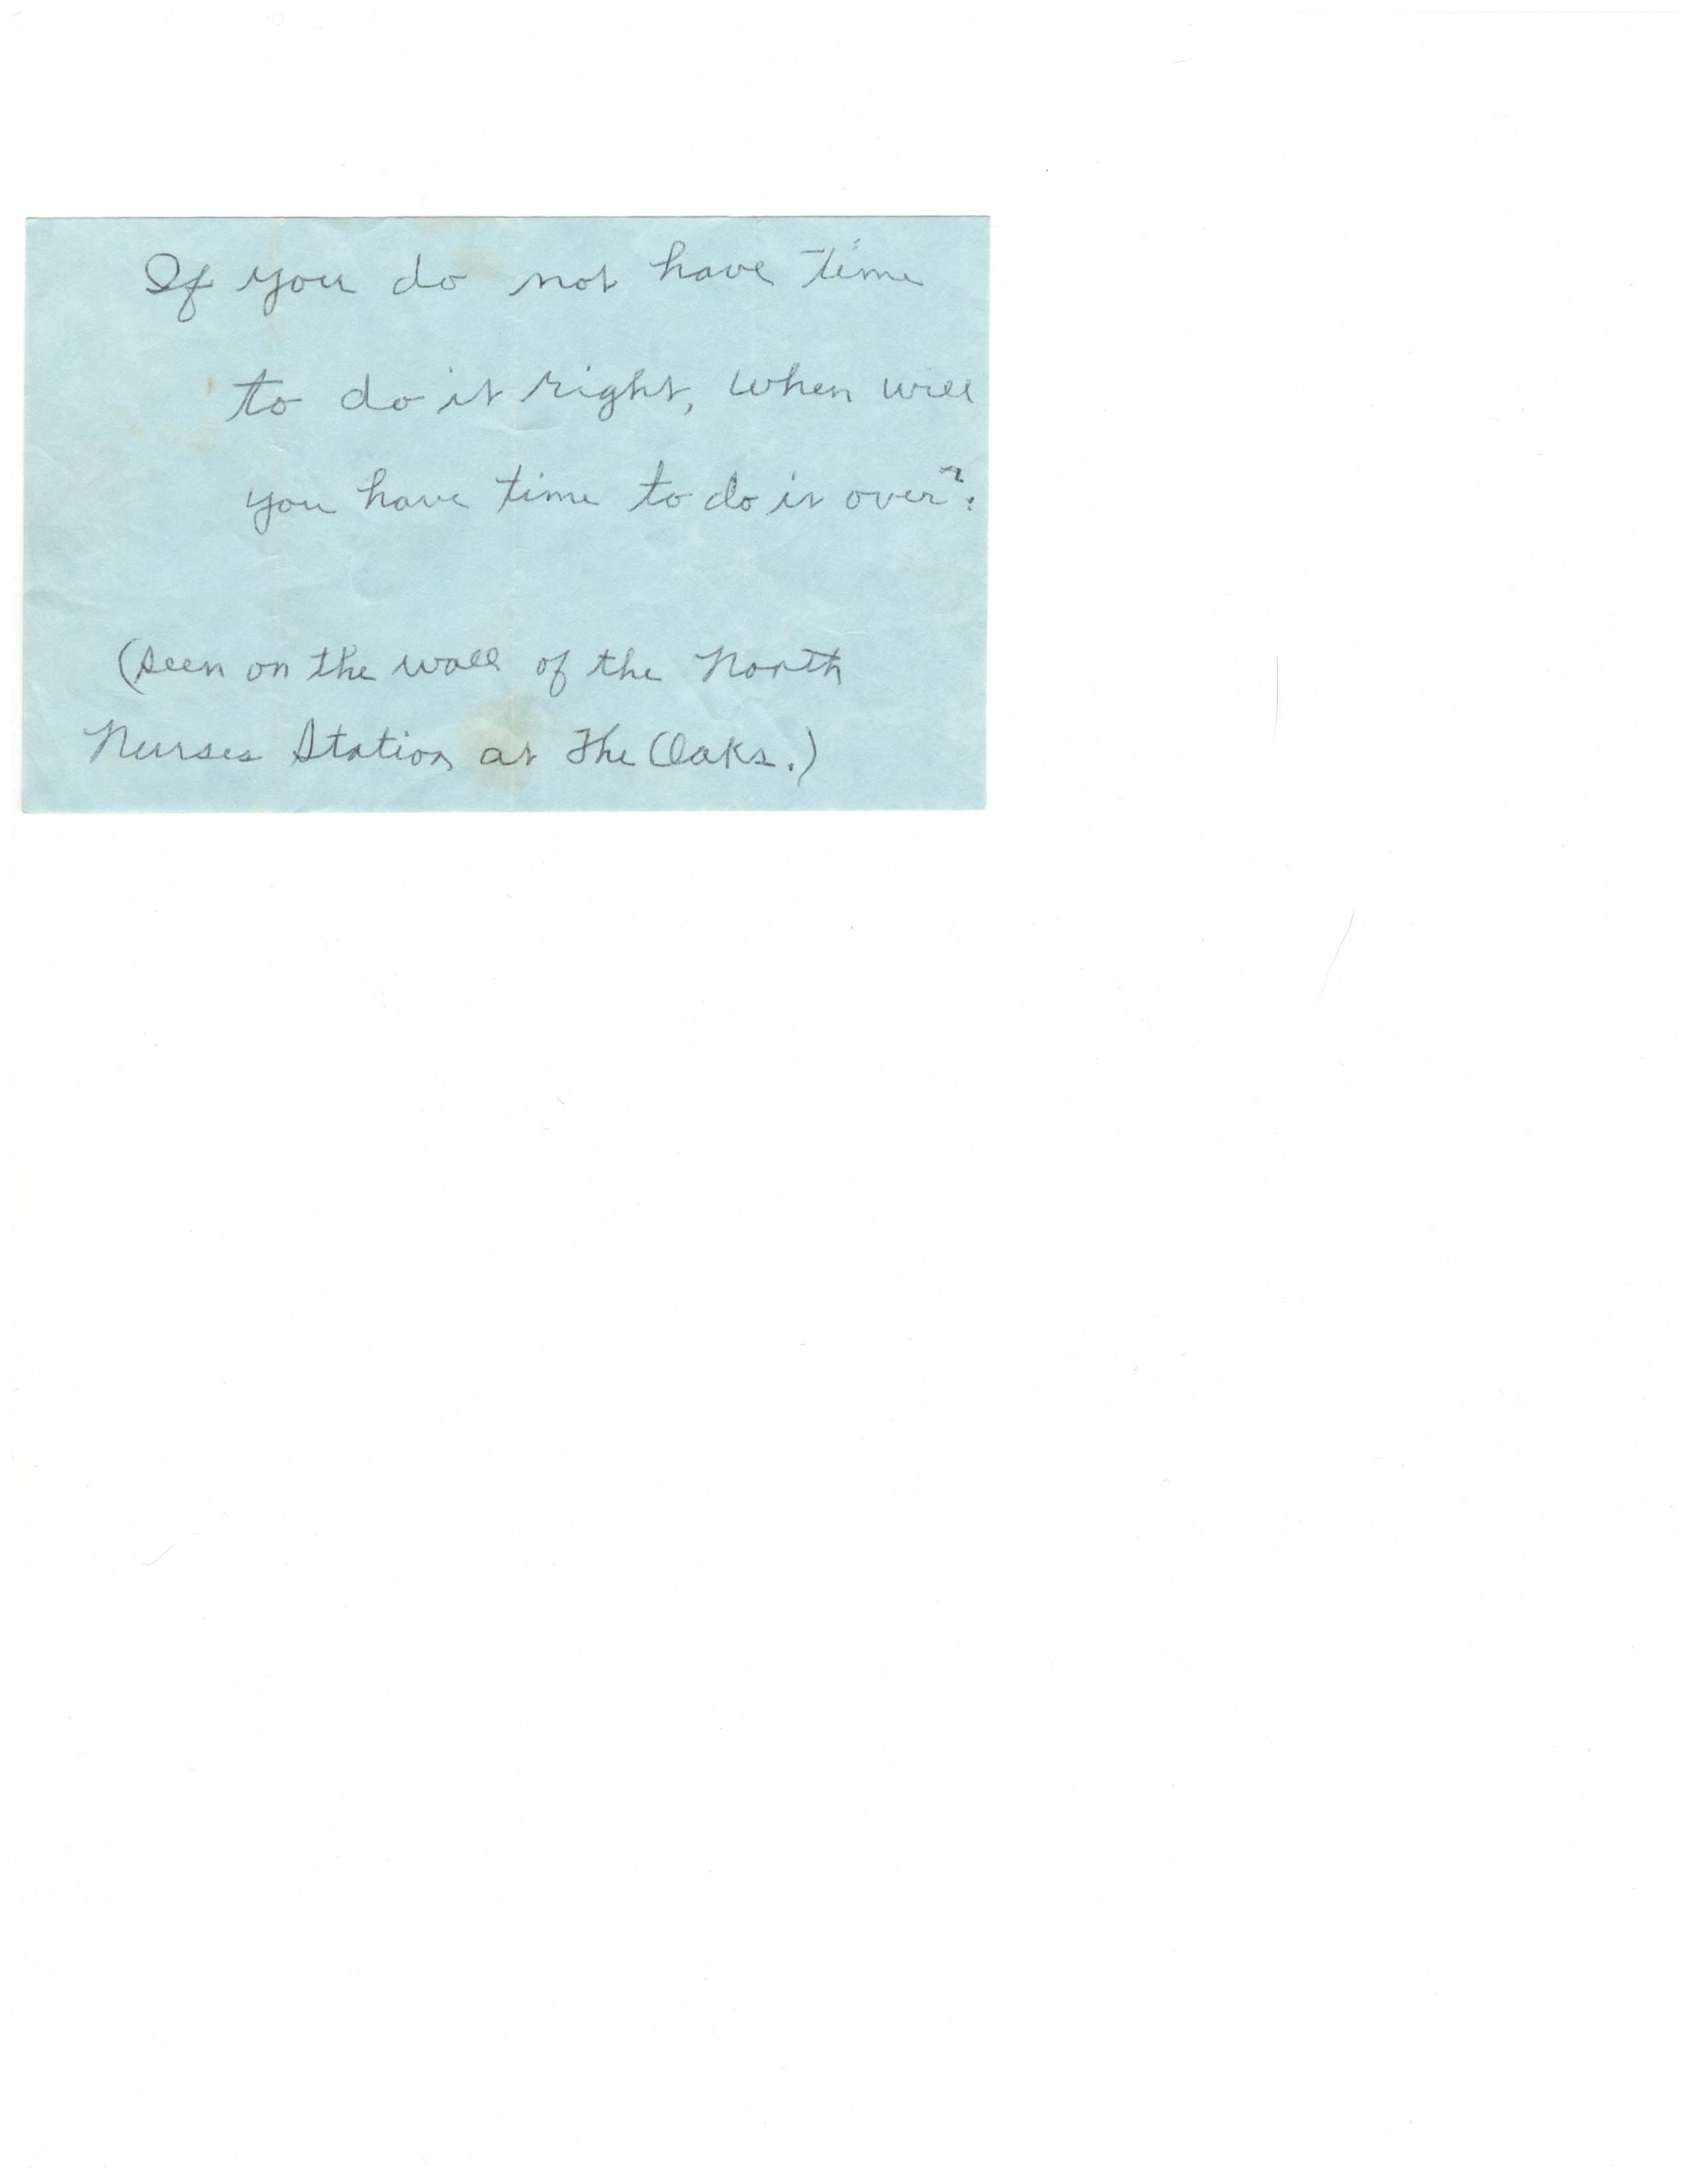 If you do not have time
to do it right, when will
you have time to do it over?
(seen on the wall of the North
Nurses Station at The Oaks.)